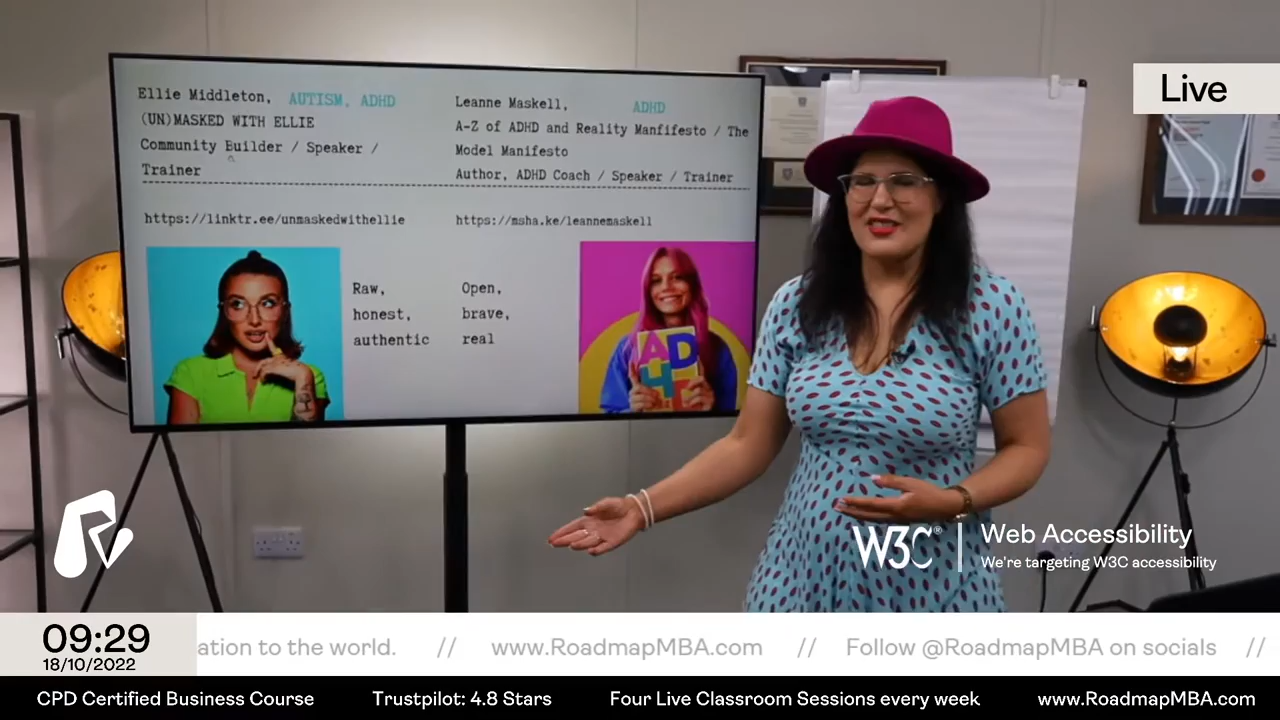 Live
Ellie Middleton, AUTISM, ADHD
(UN)MASKED WITH ELLIE
Community Builder / Speaker /
Trainer
https://linktr.ee/unmaskedwithellie
Raw,
honest,
authentic
Leanne Maskell, ADHD
A-Z of ADHD and Reality Manfifesto / The
Model Manifesto
Author, ADHD Coach / Speaker / Trainer
https://msha.ke/leannemaskell
Open,
brave,
real
AD
W3C® | Web Accessibility
We're targeting W3C accessibility
09:29
18/10/2022
ation to the world. // www.RoadmapMBA.com // Follow @RoadmapMBA on socials //
CPD Certified Business Course Trustpilot: 4.8 Stars Four Live Classroom Sessions every week www.RoadmapMBA.com